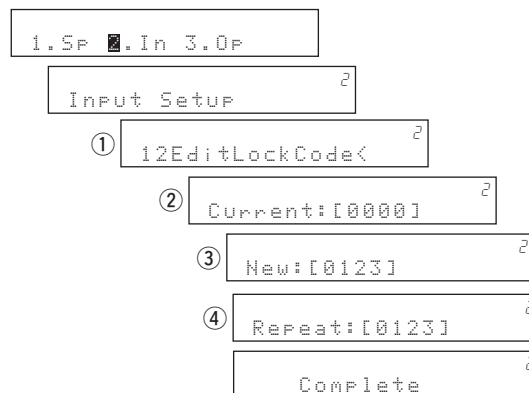 1.Sp 2.In 3.Op
2
Input Setup
2
① 12EditLockCode<
2
② Current:[0000]
2
③ New:[0123]
2
④ Repeat:[0123]
2
Complete